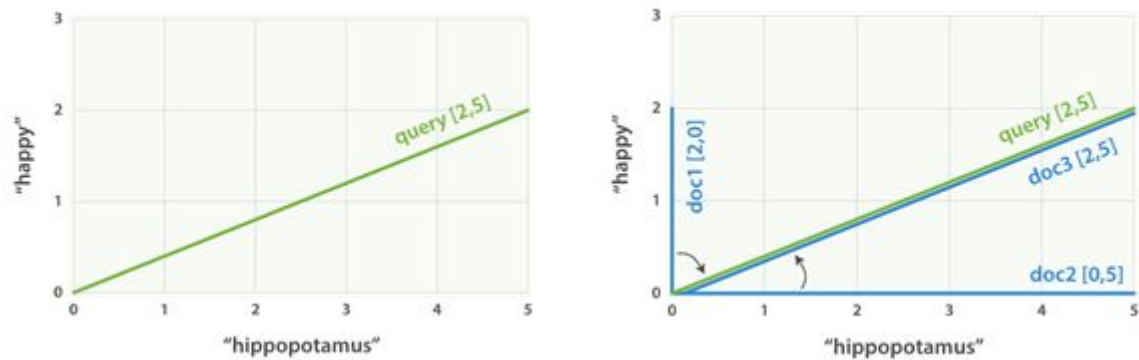 3
2
1
0
"happy"
query [2,5]
0 1 2 3 4 5
"hippopotamus"
3
2
1
0
"happy"
doc1 [2,0]
query [2,5]
doc3 [2,5]
doc2 [0,5]
0 1 2 3 4 5
"hippopotamus"